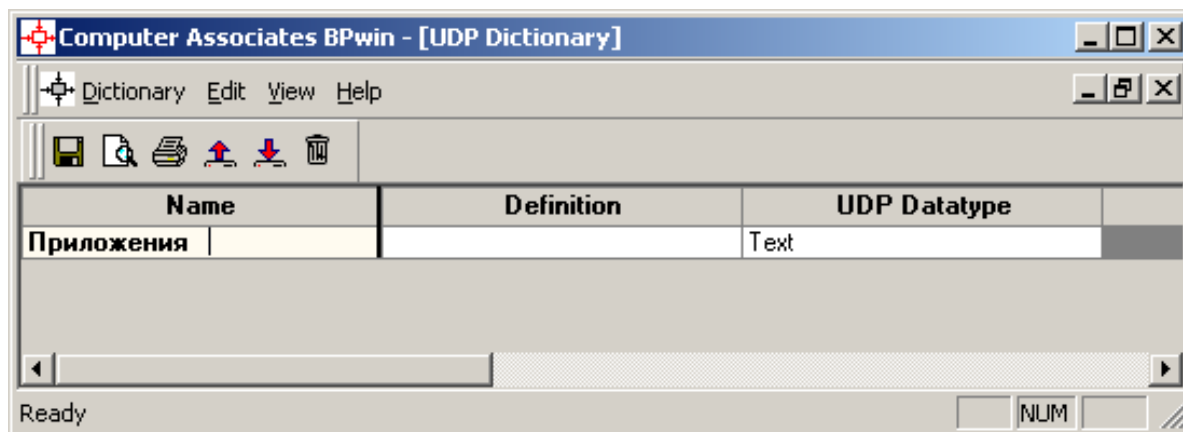 Computer Associates BPwin - [UDP Dictionary]
Dictionary Edit View Help
Name Definition UDP Datatype
Приложения Text
Ready NUM